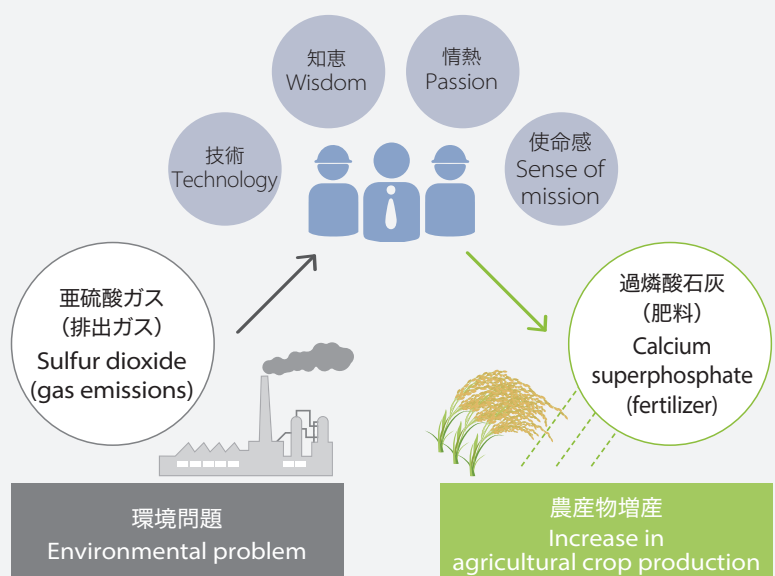 知恵
Wisdom
情熱
Passion
技術
Technology
使命感
Sense of
mission
亜硫酸ガス
（排出ガス）
Sulfur dioxide
(gas emissions)
過燐酸石灰
（肥料）
Calcium
superphosphate
(fertilizer)
環境問題
Environmental problem
農産物増産
Increase in
agricultural crop production